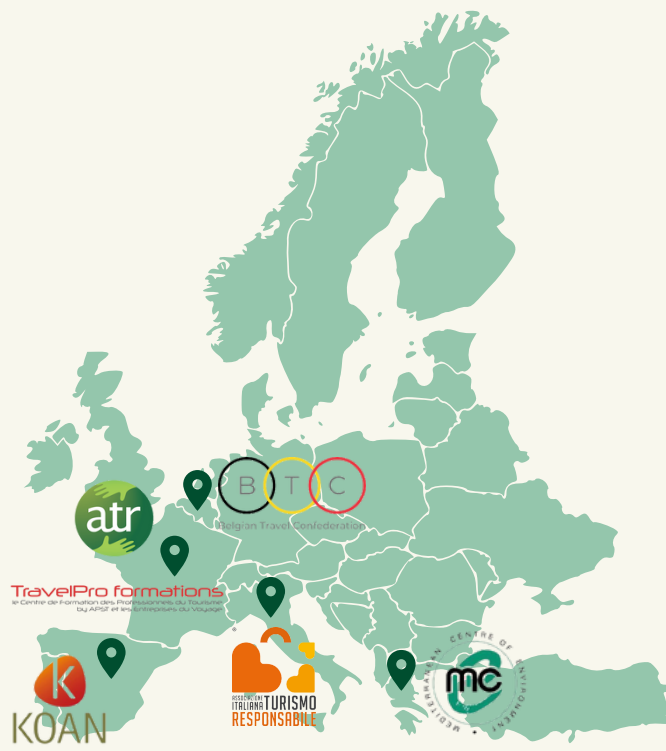 B T C
Belgian Travel Confederation
atr
TravelPro formations
le Centre de Formation des Professionnels du Tourisme
by APST et les Entreprises du Voyage
K
KOAN
ASSOCIAZIONE
ITALIANA TURISMO
RESPONSABILE
MEDITERRANEAN CENTRE OF ENVIRONMENT
mc